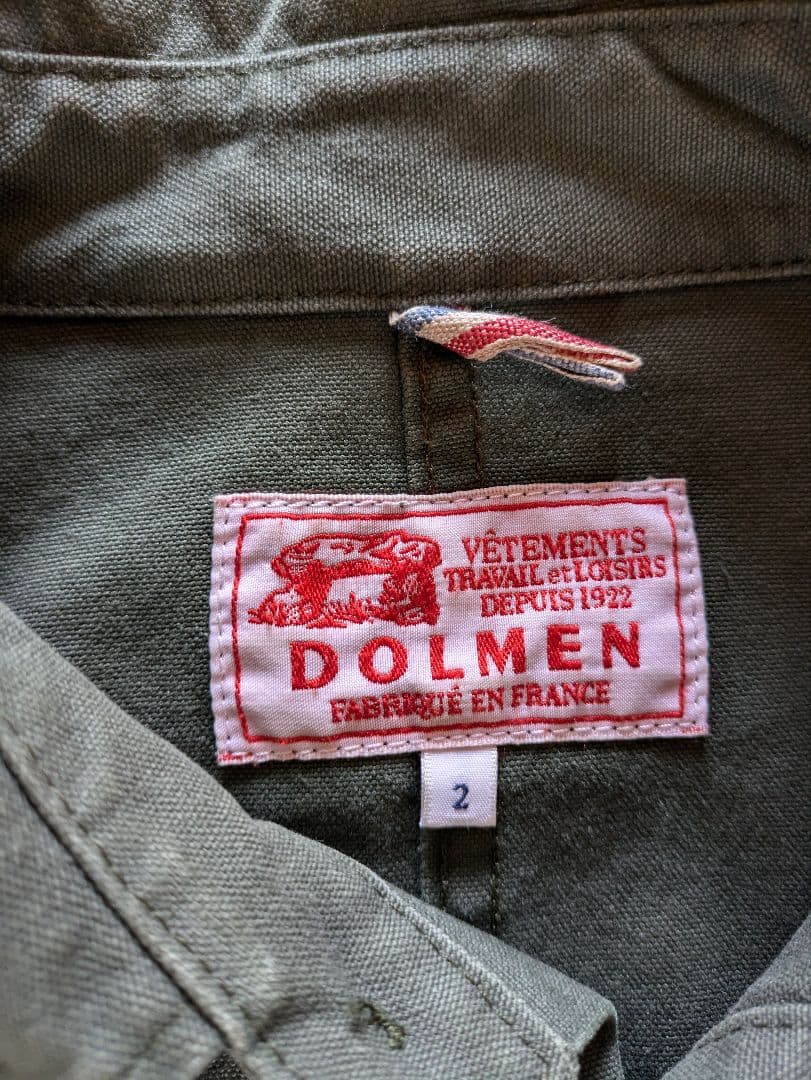 VÊTEMENTS
TRAVAIL et LOISIRS
DEPUIS 1922
DOLMEN
FABRIQUÉ EN FRANCE
2